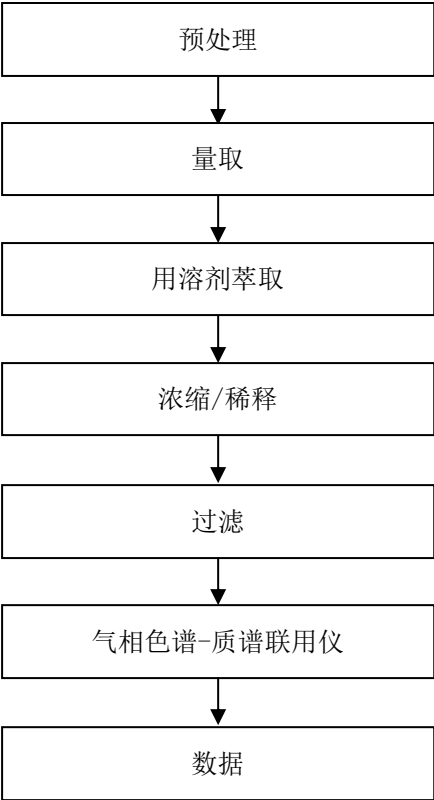 预处理
量取
用溶剂萃取
浓缩/稀释
过滤
气相色谱-质谱联用仪
数据